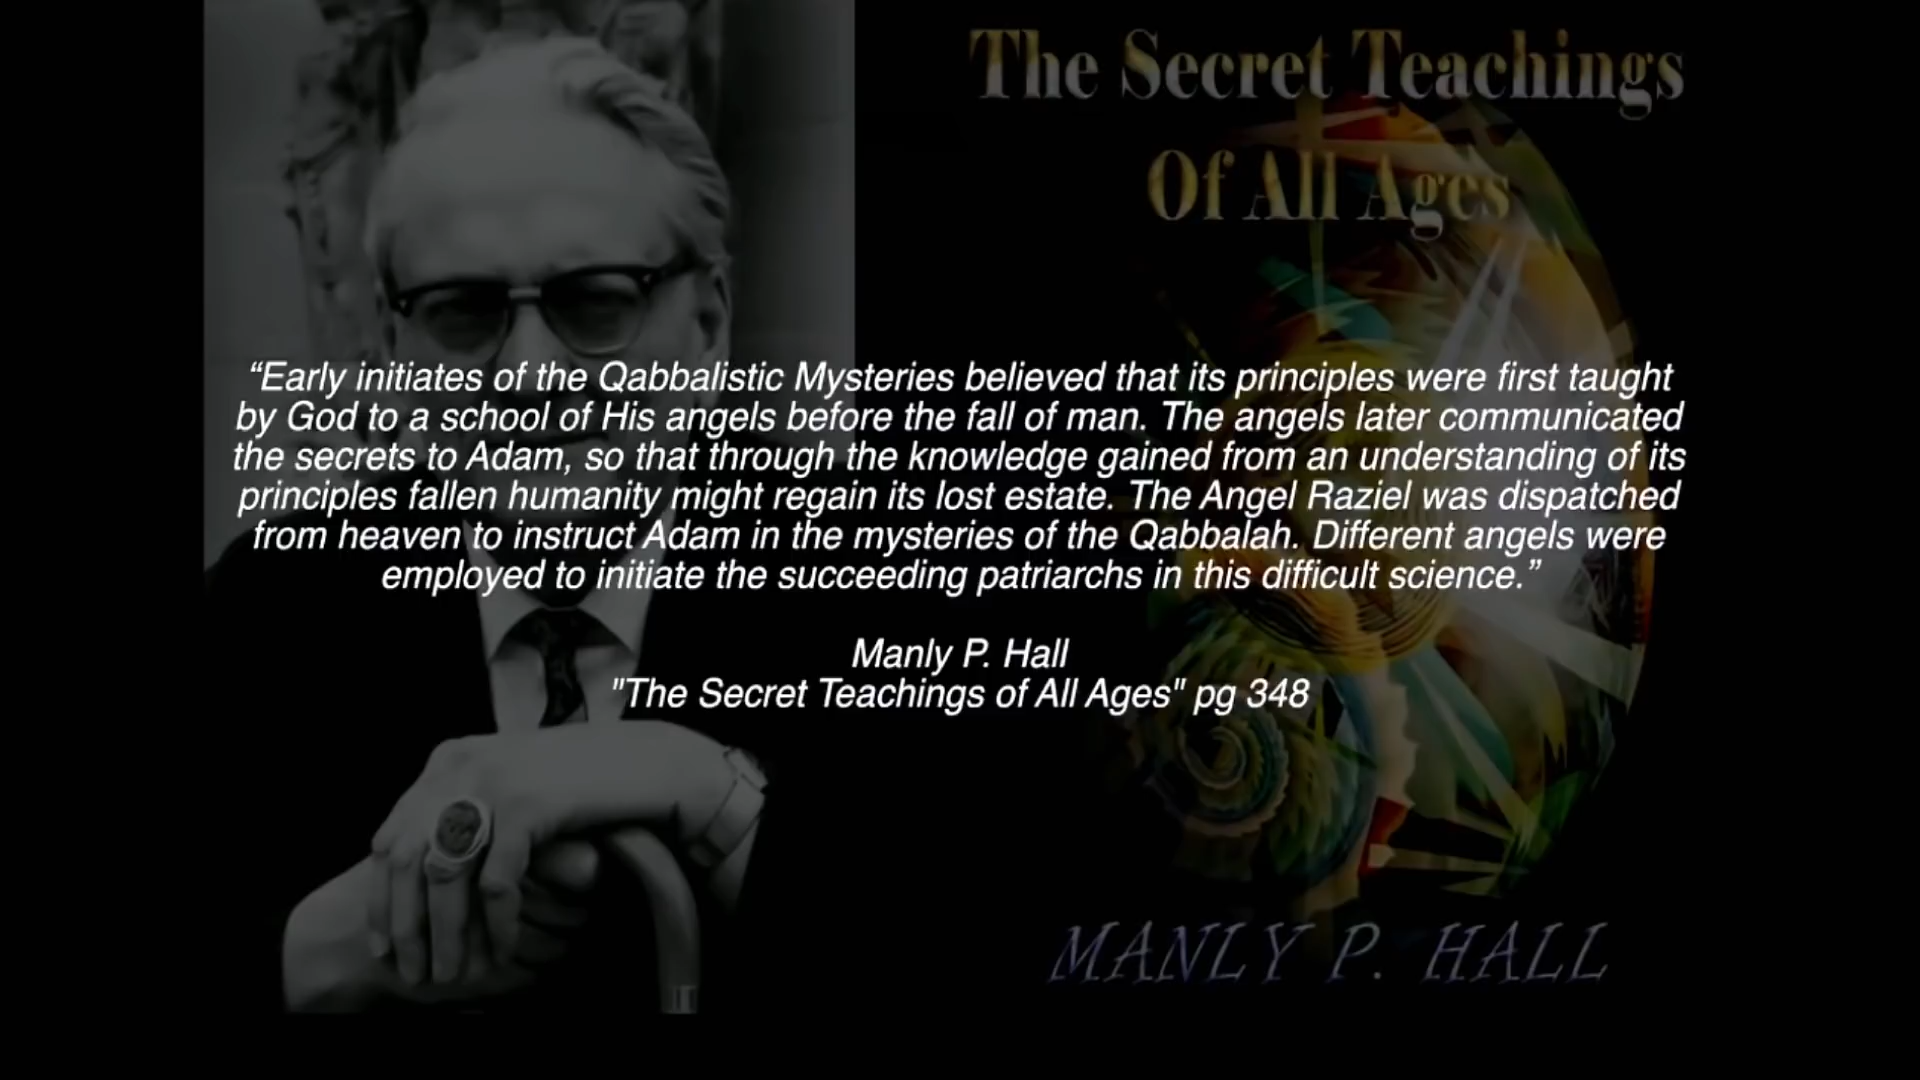 The Secret Teachings
Of All Ages
“Early initiates of the Qabbalistic Mysteries believed that its principles were first taught
by God to a school of His angels before the fall of man. The angels later communicated
the secrets to Adam, so that through the knowledge gained from an understanding of its
principles fallen humanity might regain its lost estate. The Angel Raziel was dispatched
from heaven to instruct Adam in the mysteries of the Qabbalah. Different angels were
employed to initiate the succeeding patriarchs in this difficult science.”
Manly P. Hall
"The Secret Teachings of All Ages" pg 348
MANLY P. HALL